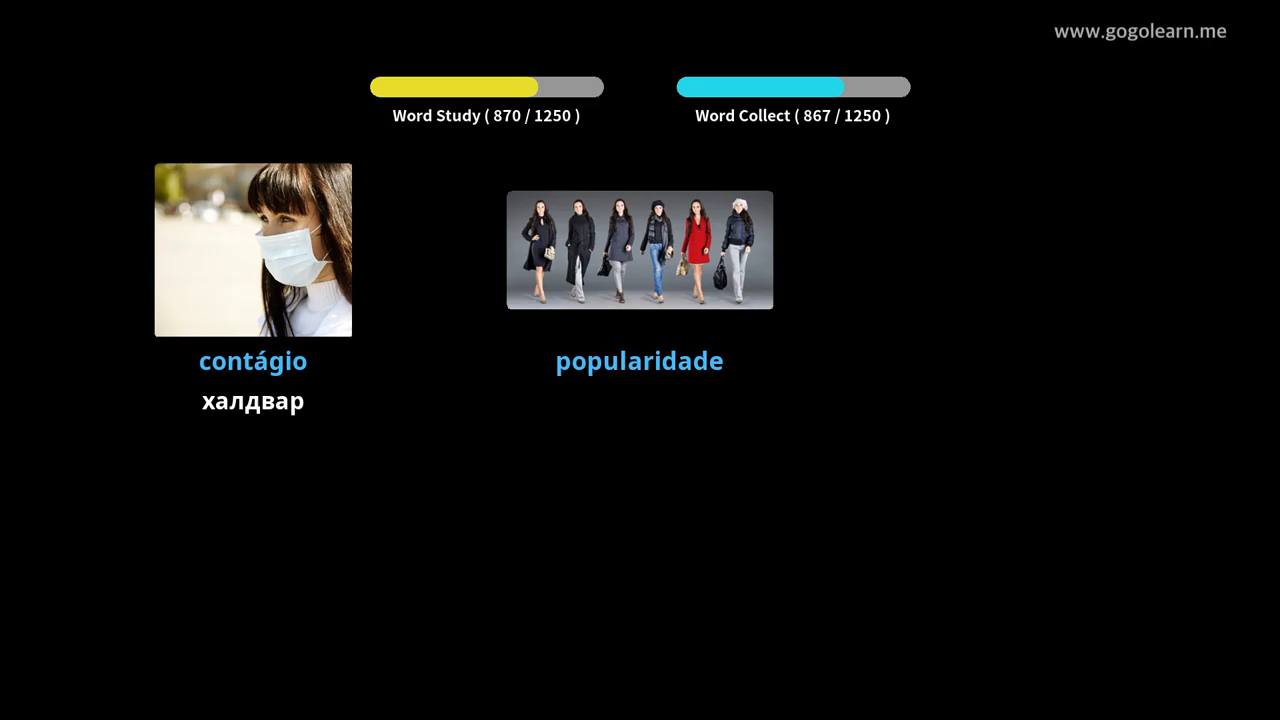 www.gogolearn.me
Word Study ( 870 / 1250 )
Word Collect ( 867 / 1250 )
contágio
popularidade
халдвар